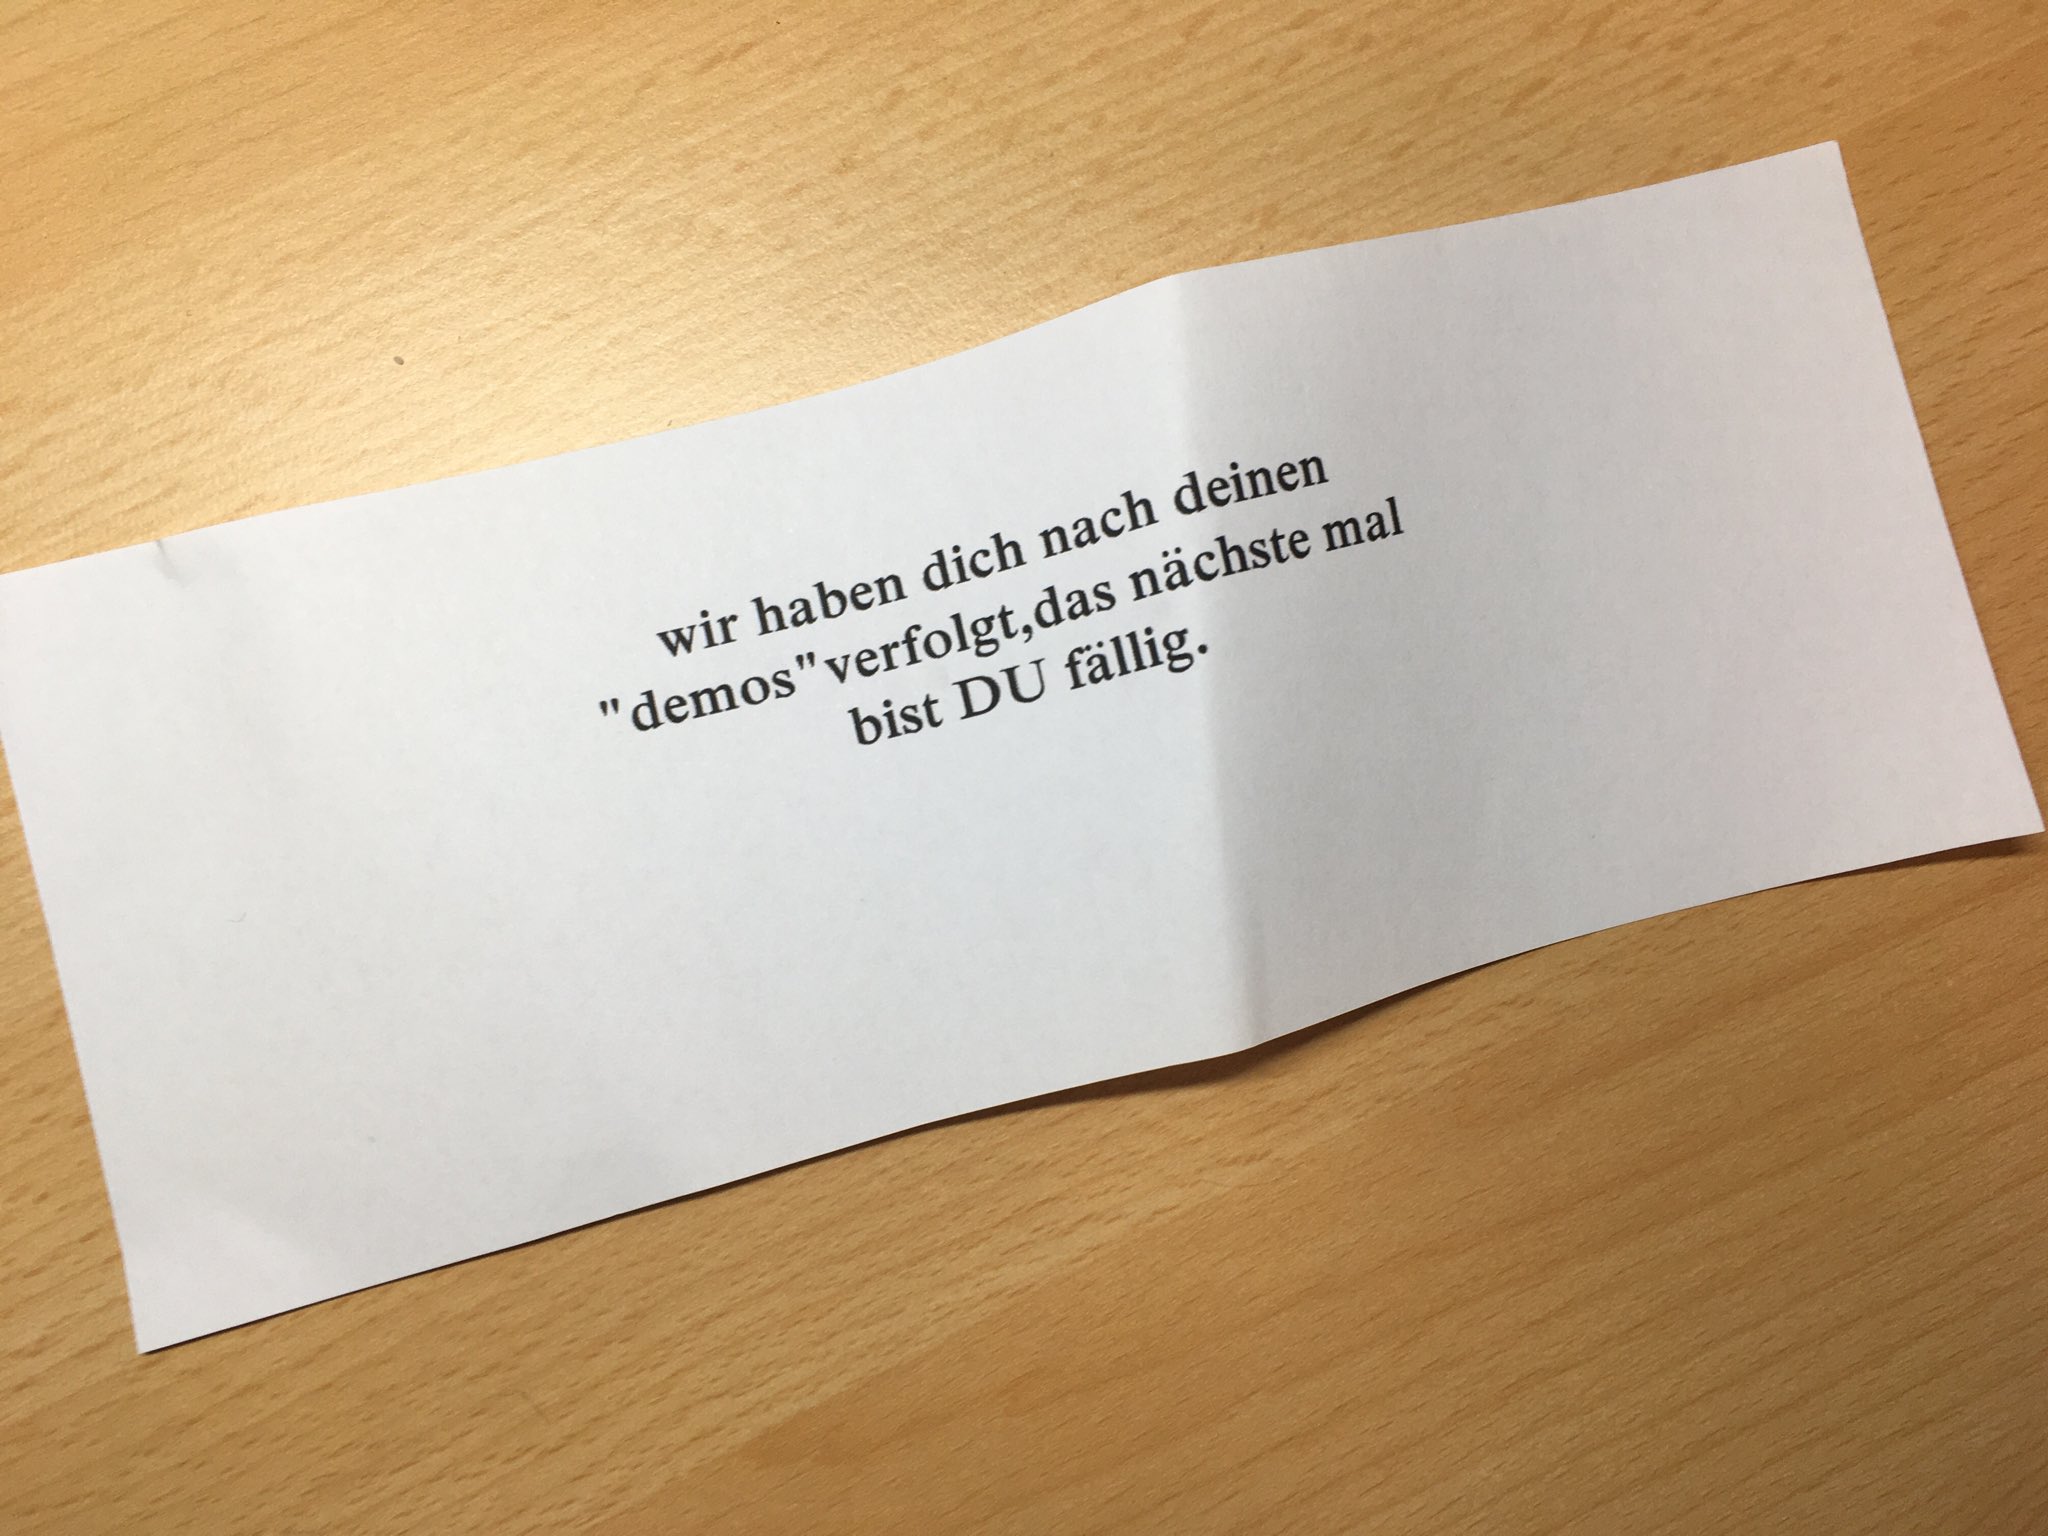 wir haben dich nach deinen
"demos"verfolgt,das nächste mal
bist DU fällig.